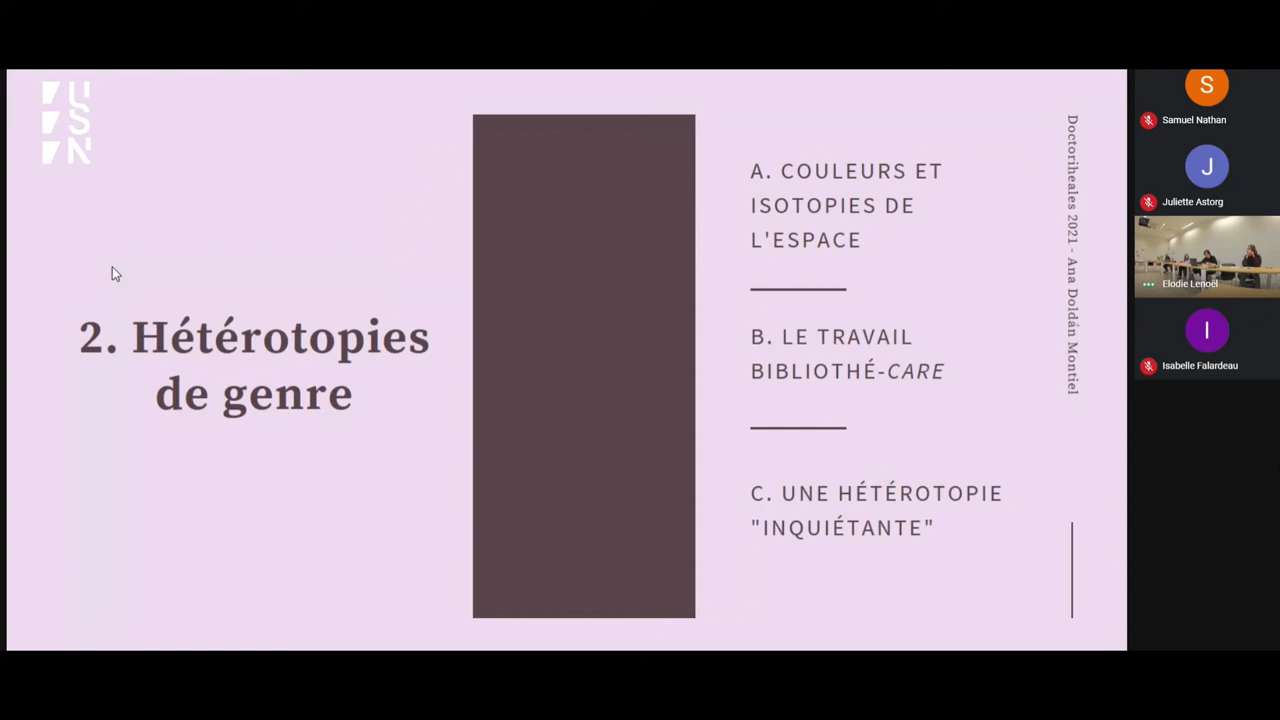 USN
2. Hétérotopies
de genre
A. COULEURS ET
ISOTOPIES DE
L'ESPACE
B. LE TRAVAIL
BIBLIOTHÉ-CARE
C. UNE HÉTÉROTOPIE
"INQUIÉTANTE"
Doctoriheales 2021 - Ana Doldán Montiel
S
Samuel Nathan
J
Juliette Astorg
Elodie Lenoël
I
Isabelle Falardeau